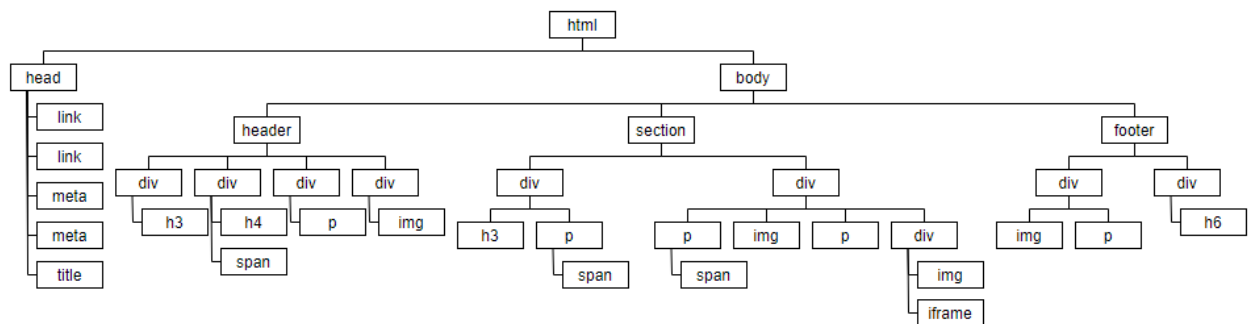 html
head
body
link
header
section
footer
link
div
div
div
div
div
div
div
div
meta
h3
h4
p
img
h3
p
p
img
p
div
img
p
h6
meta
span
span
span
img
title
iframe